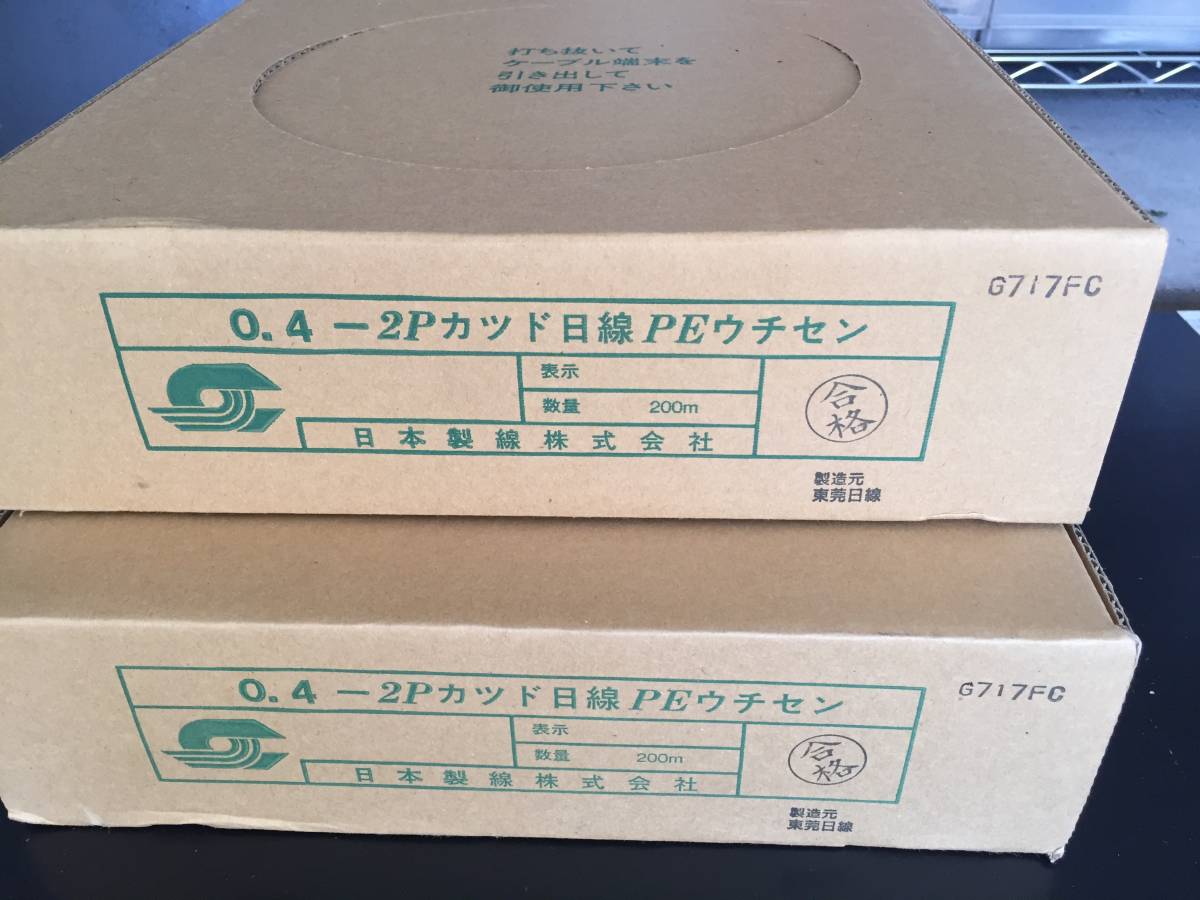 打ち抜いて
ケーブル端末を
引き出して
御使用下さい
G717FC
0.4-2Pカツド日線PEウチセン
表示
数量 200m
合格
日本製線株式会社
製造元
東莞日線
G717FC
0.4-2Pカツド日線PEウチセン
表示
数量 200m
合格
日本製線株式会社
製造元
東莞日線